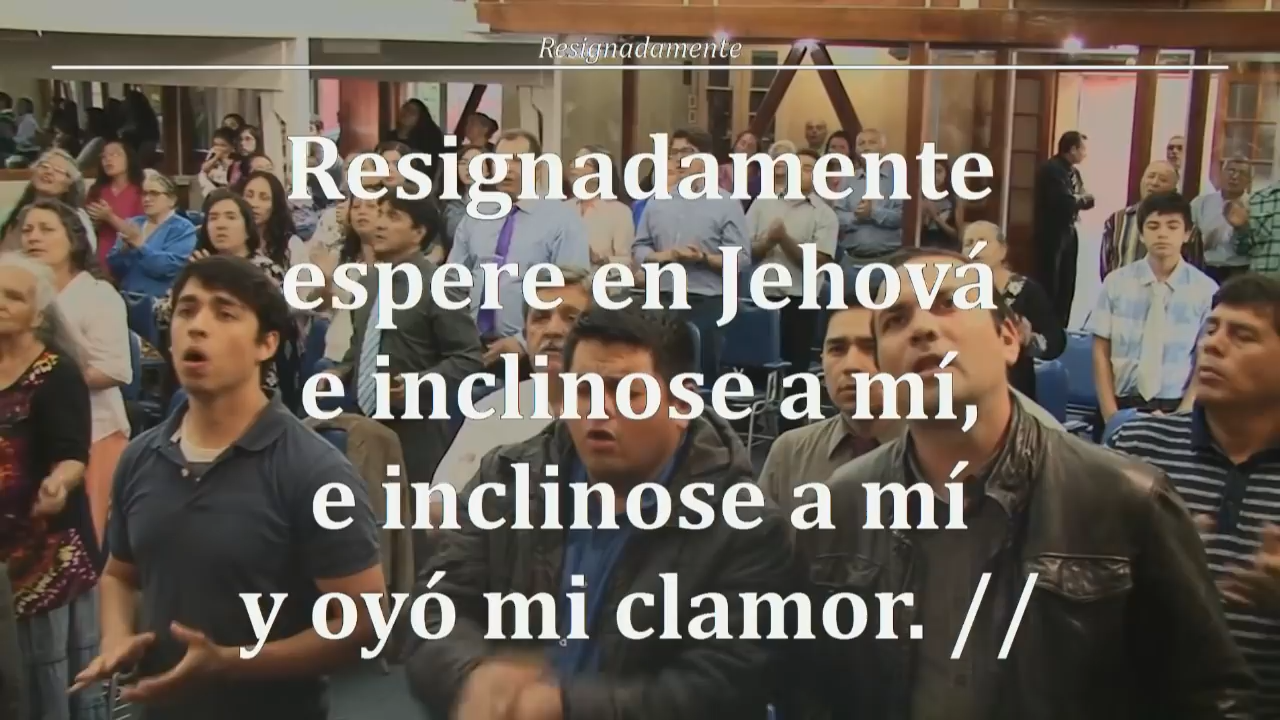 Resignadamente
Resignadamente
espere en Jehová
e inclinose a mí,
e inclinose a mí
y oyó mi clamor. //